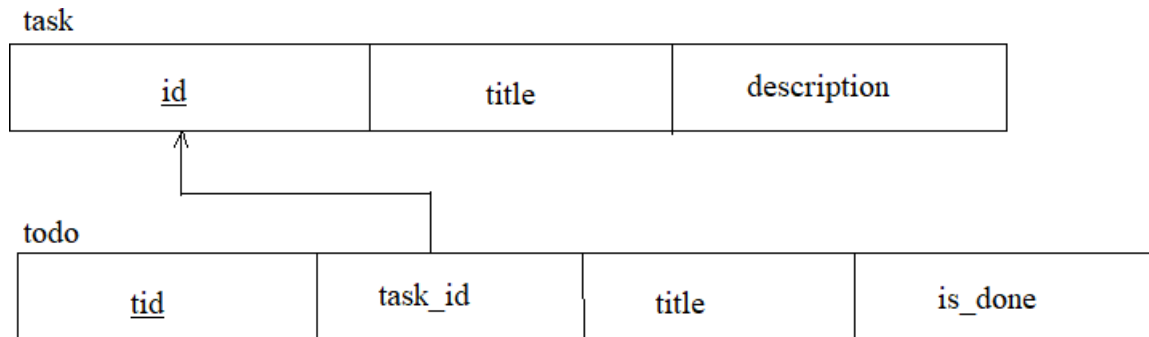 task
id title description
todo
tid task_id title is_done